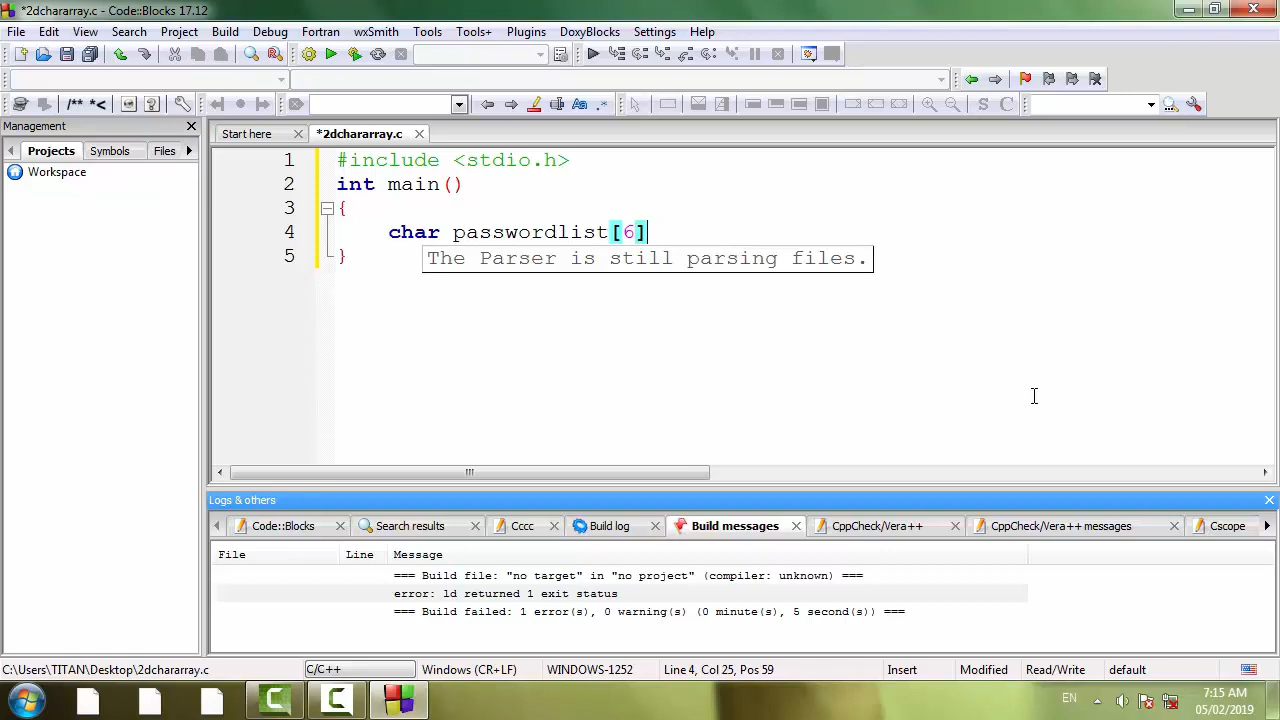 *2dchararray.c - Code::Blocks 17.12
File Edit View Search Project Build Debug Fortran wxSmith Tools Tools+ Plugins DoxyBlocks Settings Help
/** *<
Aa .*
S C
Management
Projects Symbols Files
Workspace
Start here *2dchararray.c
1 #include <stdio.h>
2 int main()
3 {
4 char passwordlist[6]
5 }
The Parser is still parsing files.
Logs & others
Code::Blocks Search results Cccc Build log Build messages CppCheck/Vera++ CppCheck/Vera++ messages Cscope
File Line Message
=== Build file: "no target" in "no project" (compiler: unknown) ===
error: ld returned 1 exit status
=== Build failed: 1 error(s), 0 warning(s) (0 minute(s), 5 second(s)) ===
C:\Users\TITAN\Desktop\2dchararray.c C/C++ Windows (CR+LF) WINDOWS-1252 Line 4, Col 25, Pos 59 Insert Modified Read/Write default
EN 7:15 AM
05/02/2019